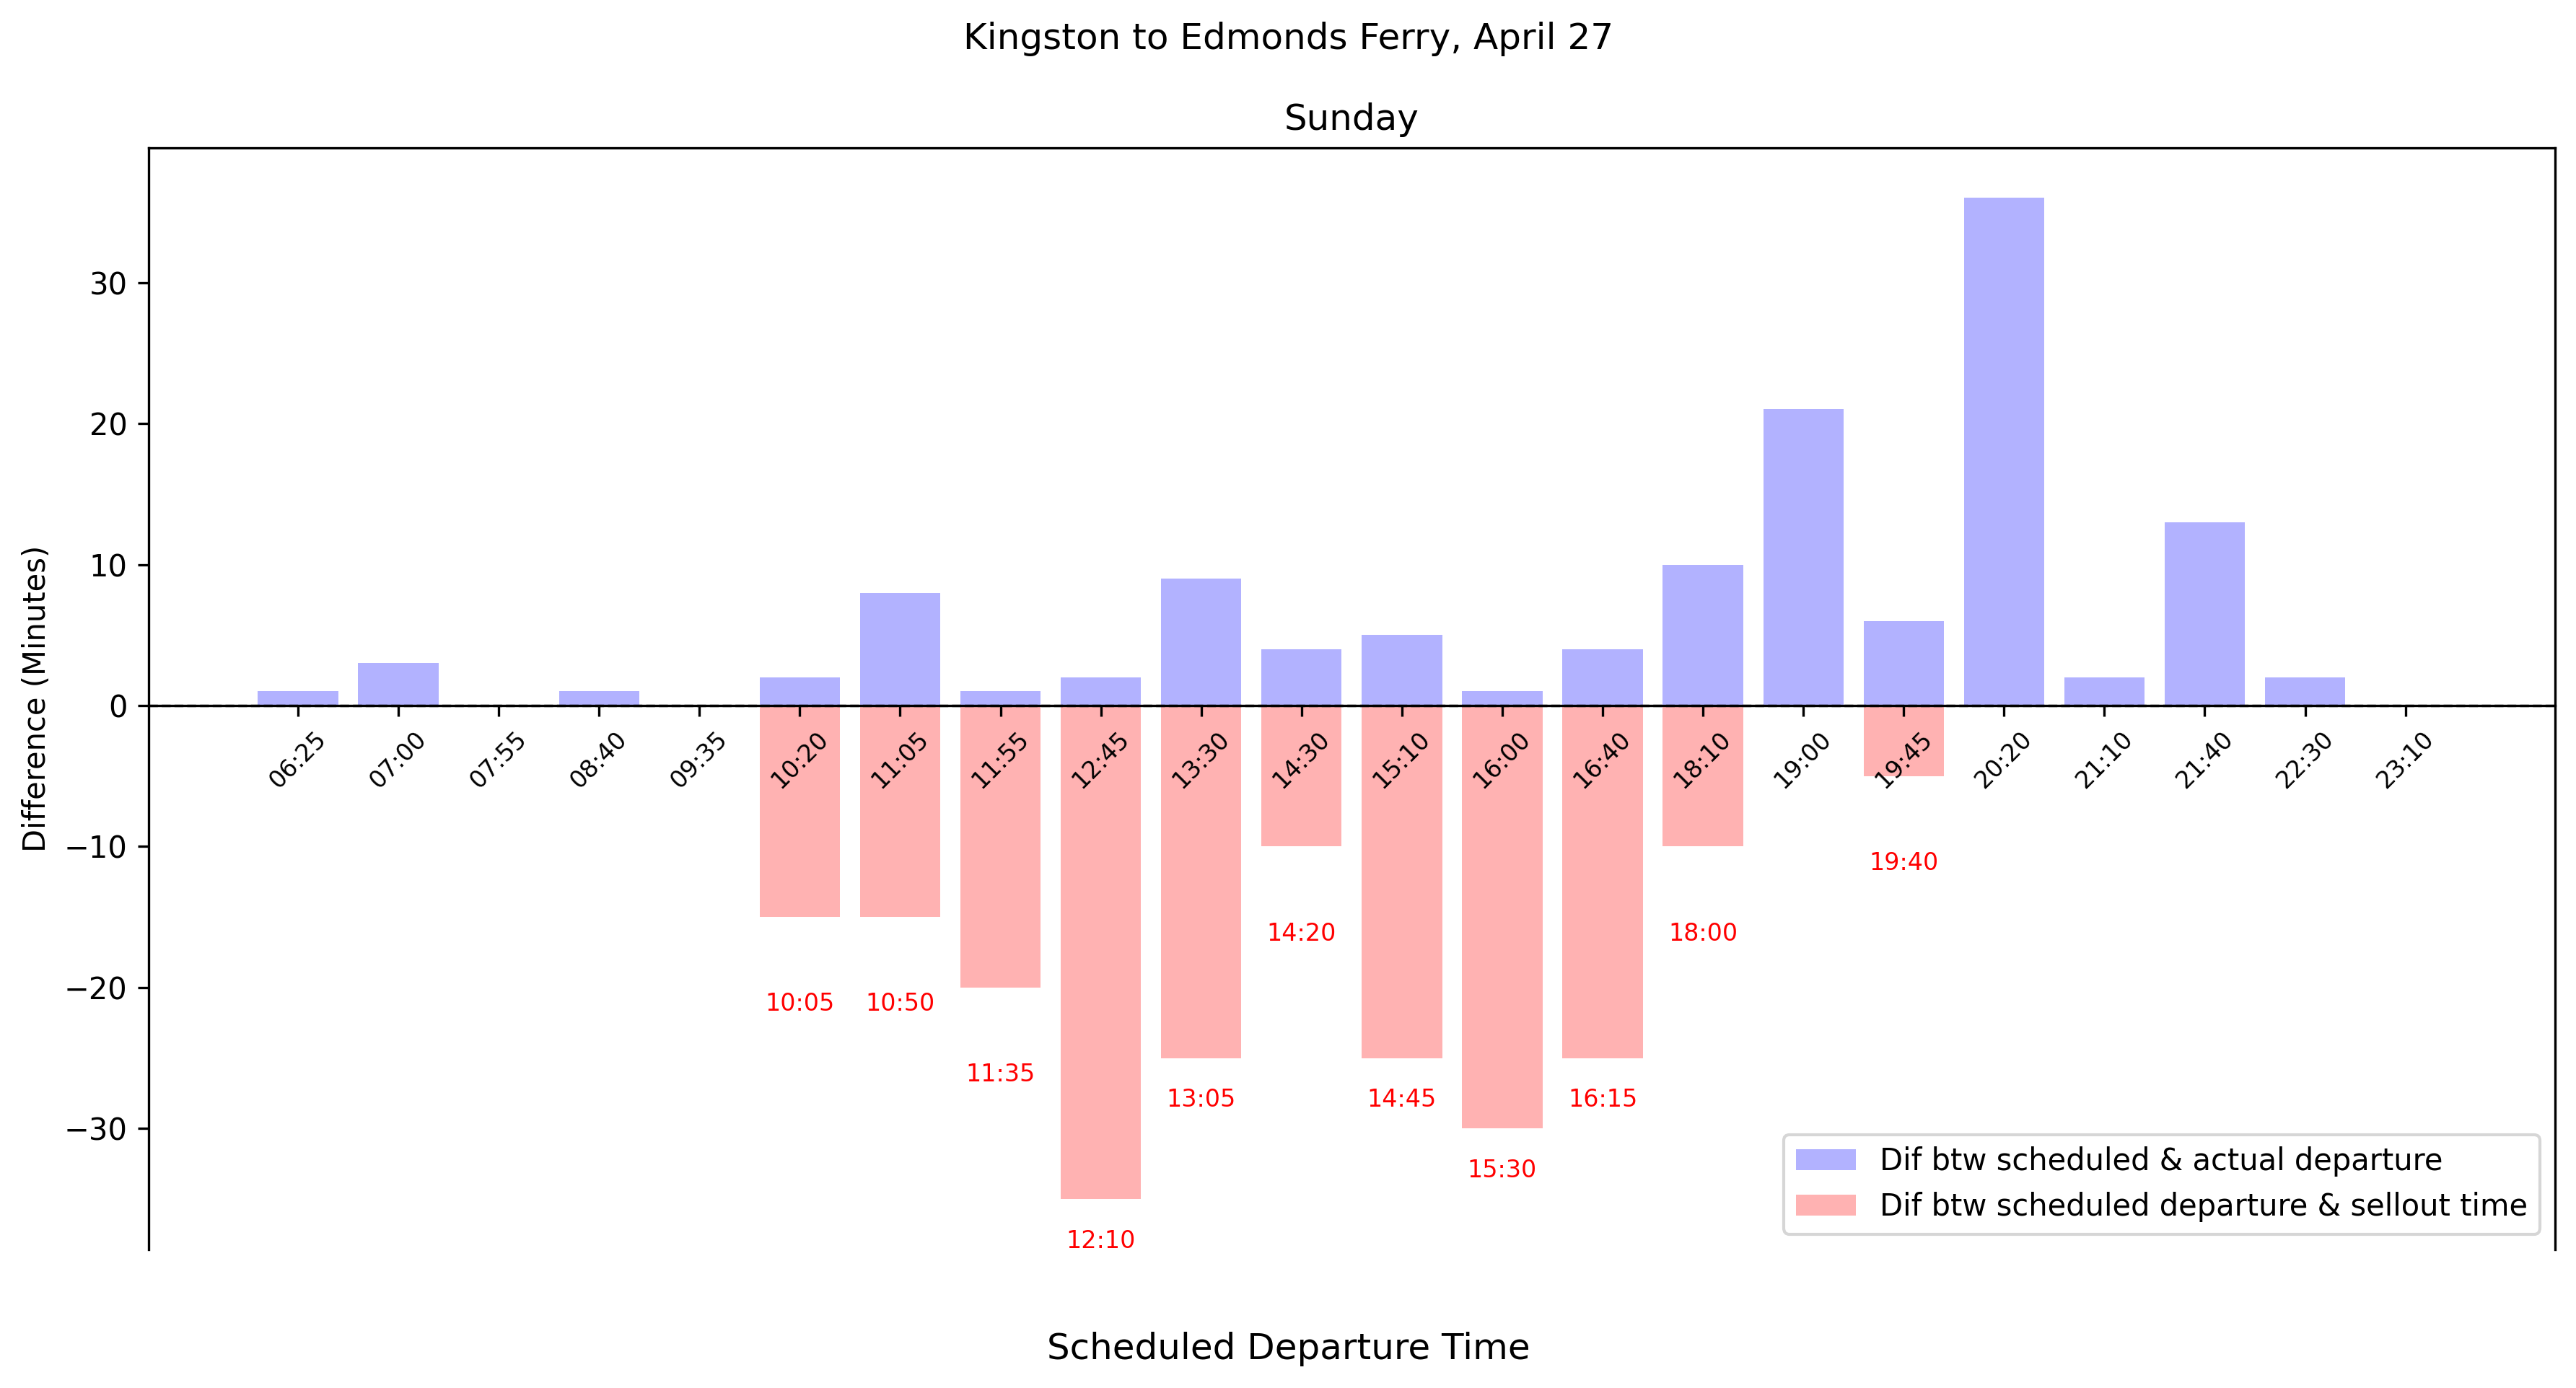 Kingston to Edmonds Ferry, April 27
Sunday
Difference (Minutes)
30
20
10
0
−10
−20
−30
06:25 07:00 07:55 08:40 09:35 10:20 11:05 11:55 12:45 13:30 14:30 15:10 16:00 16:40 18:10 19:00 19:45 20:20 21:10 21:40 22:30 23:10
19:40
14:20 18:00
10:05 10:50
11:35
13:05 14:45 16:15
15:30
12:10
Dif btw scheduled & actual departure
Dif btw scheduled departure & sellout time
Scheduled Departure Time